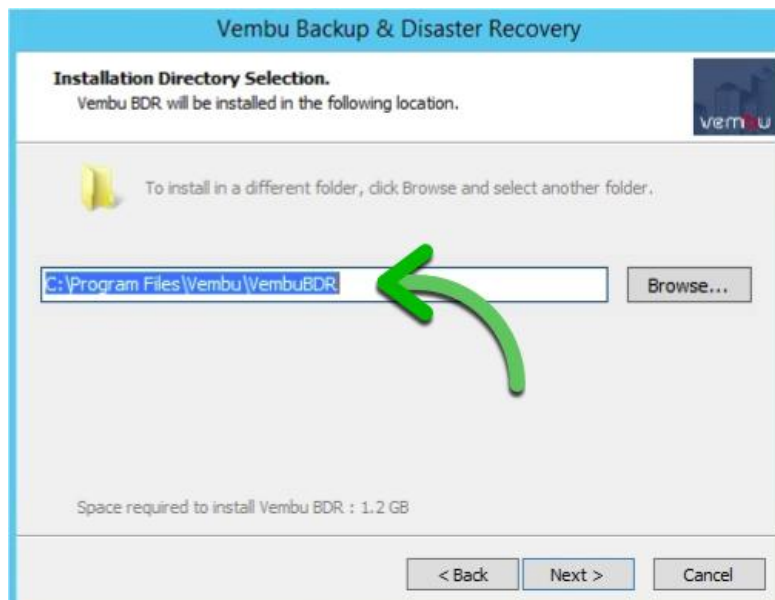 Vembu Backup & Disaster Recovery
Installation Directory Selection.
Vembu BDR will be installed in the following location.
vembu
To install in a different folder, click Browse and select another folder.
C:\Program Files\Vembu\VembuBDR
Browse...
Space required to install Vembu BDR : 1.2 GB
< Back
Next >
Cancel